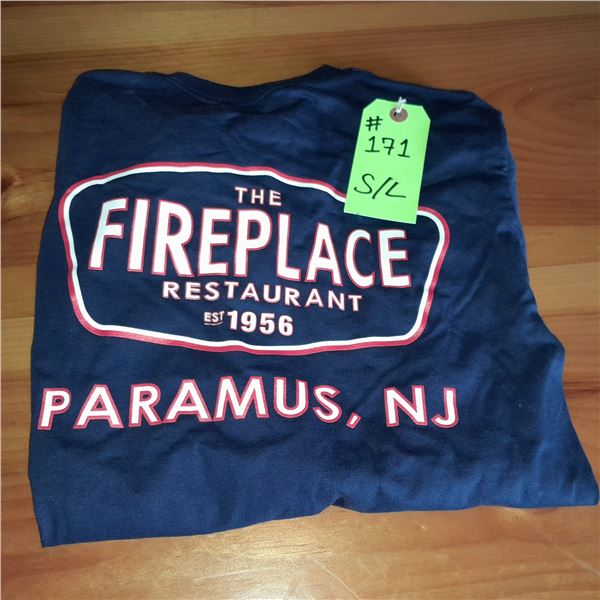 #
171
S/L
THE
FIREPLACE
RESTAURANT
EST 1956
PARAMUS, NJ